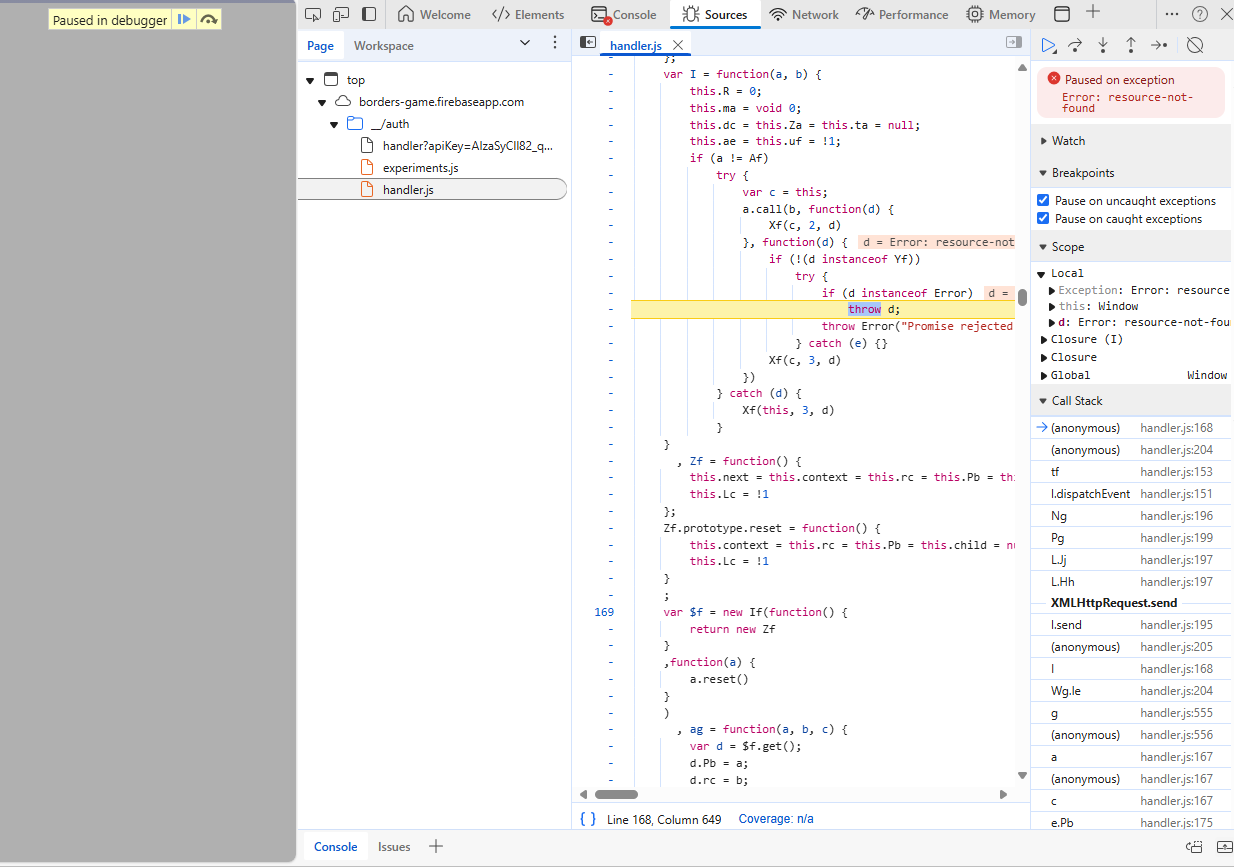 Paused in debugger
Welcome
Elements
Console
Sources
Network
Performance
Memory
Page
Workspace
top
borders-game.firebaseapp.com
__/auth
experiments.js
handler.js
handler.js
};
var I = function(a, b) {
this.R = 0;
this.ma = void 0;
this.dc = this.Za = this.ta = null;
this.ae = this.uf = !1;
if (a != Af)
try {
var c = this;
a.call(b, function(d) {
Xf(c, 2, d)
}, function(d) { d = Error: resource-not
if (!(d instanceof Yf))
try {
if (d instanceof Error) d =
throw d;
throw Error("Promise rejected
} catch (e) {}
Xf(c, 3, d)
})
} catch (d) {
Xf(this, 3, d)
}
}
, Zf = function() {
this.next = this.context = this.rc = this.Pb = thi
this.Lc = !1
};
Zf.prototype.reset = function() {
this.context = this.rc = this.Pb = this.child = nu
this.Lc = !1
}
;
169 var $f = new If(function() {
return new Zf
}
,function(a) {
a.reset()
}
)
, ag = function(a, b, c) {
var d = $f.get();
d.Pb = a;
d.rc = b;
{ } Line 168, Column 649 Coverage: n/a
Paused on exception
Error: resource-not-
found
Watch
Breakpoints
Pause on uncaught exceptions
Pause on caught exceptions
Scope
Local
Exception: Error: resource
this: Window
d: Error: resource-not-fou
Closure (I)
Closure
Global Window
Call Stack
(anonymous) handler.js:168
(anonymous) handler.js:204
tf handler.js:153
I.dispatchEvent handler.js:151
Ng handler.js:196
Pg handler.js:199
L.Jj handler.js:197
L.Hh handler.js:197
XMLHttpRequest.send
I.send handler.js:195
(anonymous) handler.js:205
I handler.js:168
Wg.le handler.js:204
g handler.js:555
(anonymous) handler.js:556
a handler.js:167
(anonymous) handler.js:167
c handler.js:167
e.Pb handler.js:175
Console
Issues